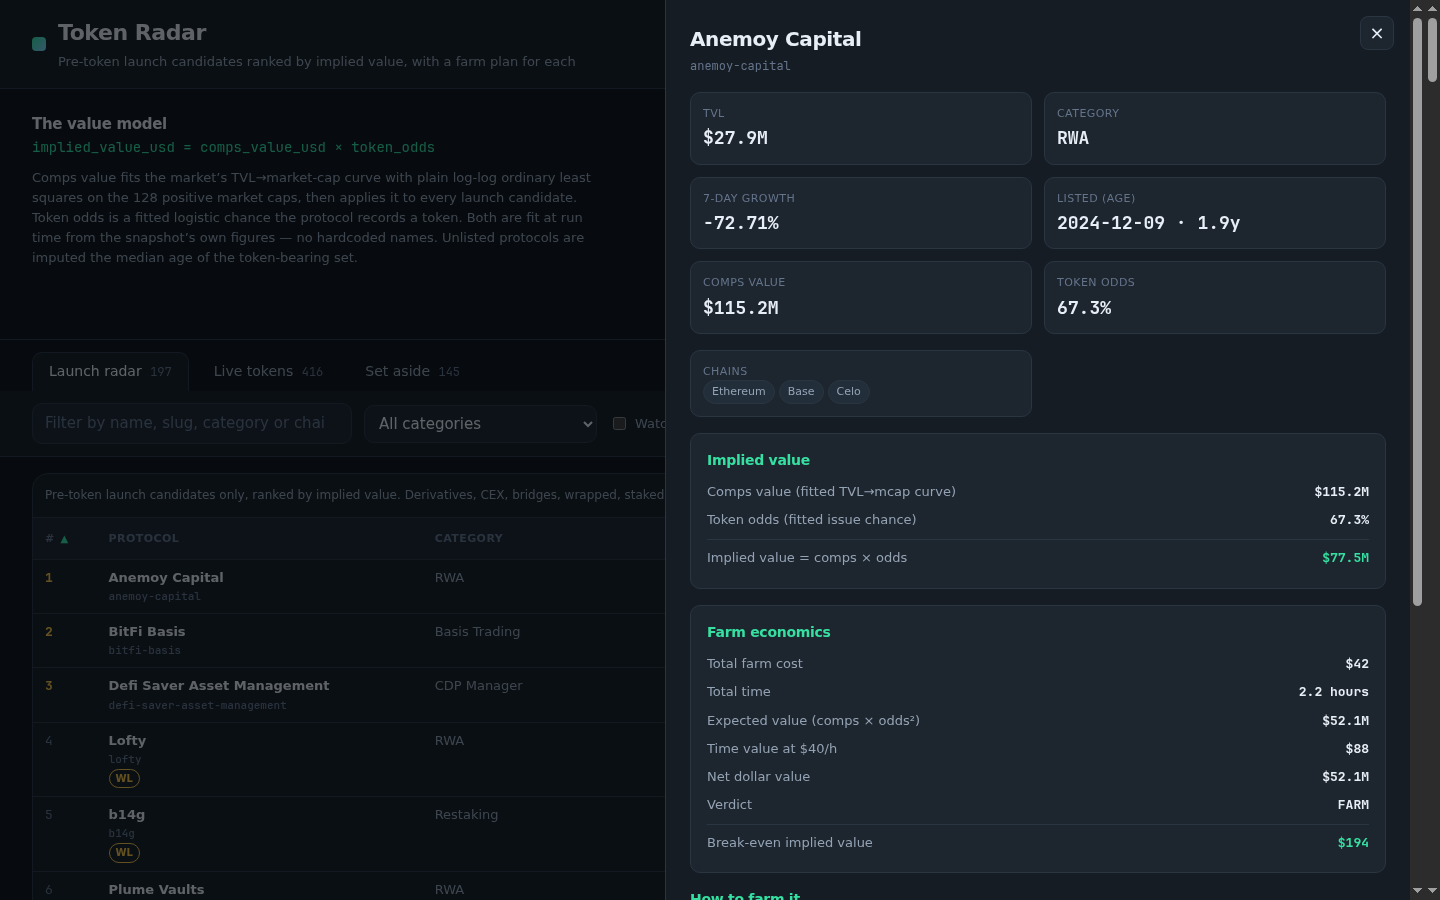 Token Radar
Pre-token launch candidates ranked by implied value, with a farm plan for each
The value model
implied_value_usd = comps_value_usd × token_odds
Comps value fits the market's TVL→market-cap curve with plain log-log ordinary least
squares on the 128 positive market caps, then applies it to every launch candidate.
Token odds is a fitted logistic chance the protocol records a token. Both are fit at run
time from the snapshot's own figures — no hardcoded names. Unlisted protocols are
imputed the median age of the token-bearing set.
Launch radar 197
Live tokens 416
Set aside 145
Filter by name, slug, category or chai
All categories
Watc
Pre-token launch candidates only, ranked by implied value. Derivatives, CEX, bridges, wrapped, staked
# ▲ PROTOCOL CATEGORY
1 Anemoy Capital RWA
anemoy-capital
2 BitFi Basis Basis Trading
bitfi-basis
3 Defi Saver Asset Management CDP Manager
defi-saver-asset-management
4 Lofty RWA
lofty
WL
5 b14g Restaking
b14g
WL
6 Plume Vaults RWA
Anemoy Capital
anemoy-capital
×
TVL
$27.9M
CATEGORY
RWA
7-DAY GROWTH
-72.71%
LISTED (AGE)
2024-12-09 · 1.9y
COMPS VALUE
$115.2M
TOKEN ODDS
67.3%
CHAINS
Ethereum Base Celo
Implied value
Comps value (fitted TVL→mcap curve) $115.2M
Token odds (fitted issue chance) 67.3%
Implied value = comps × odds $77.5M
Farm economics
Total farm cost $42
Total time 2.2 hours
Expected value (comps × odds²) $52.1M
Time value at $40/h $88
Net dollar value $52.1M
Verdict FARM
Break-even implied value $194
How to farm it